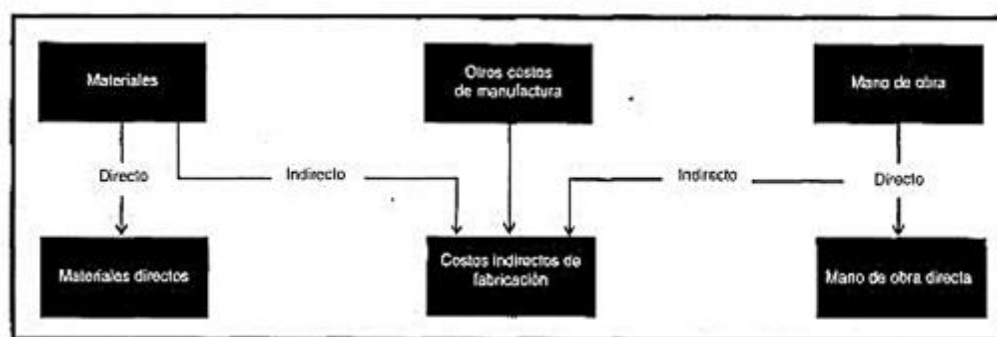 Materiales
Otros costos
de manufactura
Mano de obra
Directo
Indirecto
Indirecto
Directo
Materiales directos
Costos indirectos de
fabricación
Mano de obra directa